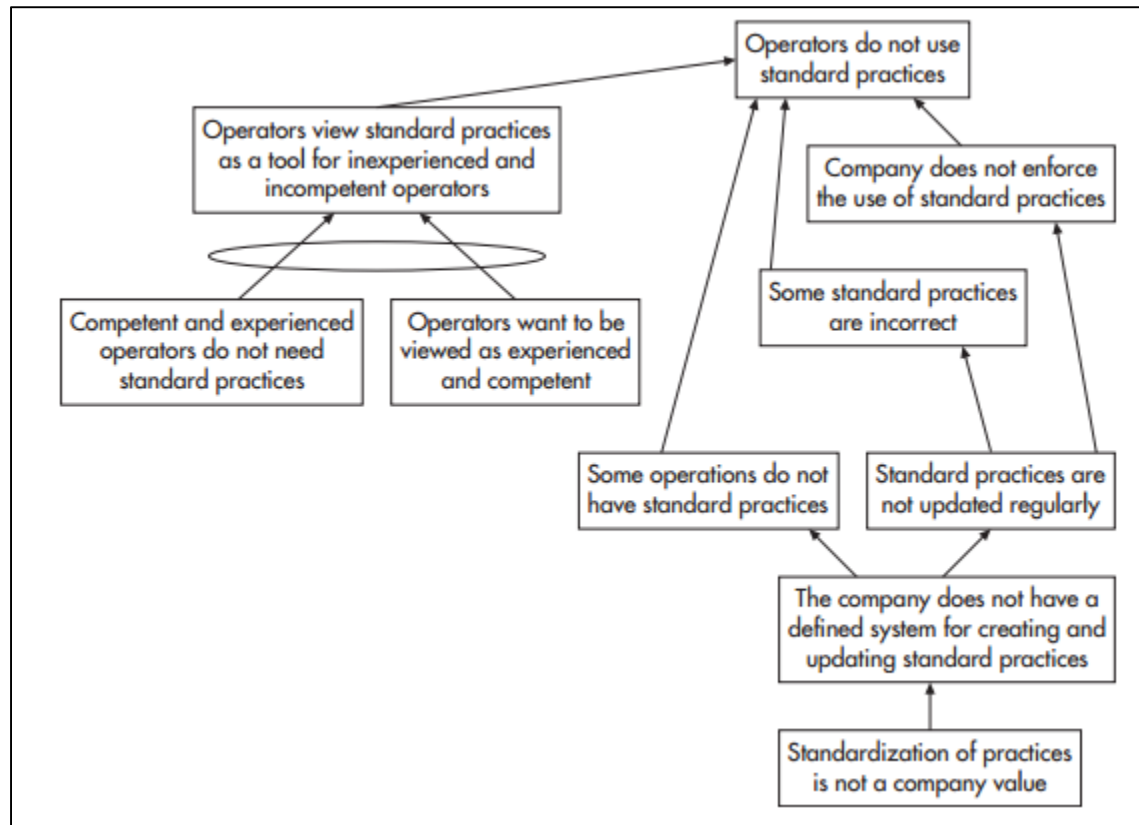 Operators do not use
standard practices
Operators view standard practices
as a tool for inexperienced and
incompetent operators
Company does not enforce
the use of standard practices
Some standard practices
are incorrect
Competent and experienced
operators do not need
standard practices
Operators want to be
viewed as experienced
and competent
Some operations do not
have standard practices
Standard practices are
not updated regularly
The company does not have a
defined system for creating and
updating standard practices
Standardization of practices
is not a company value